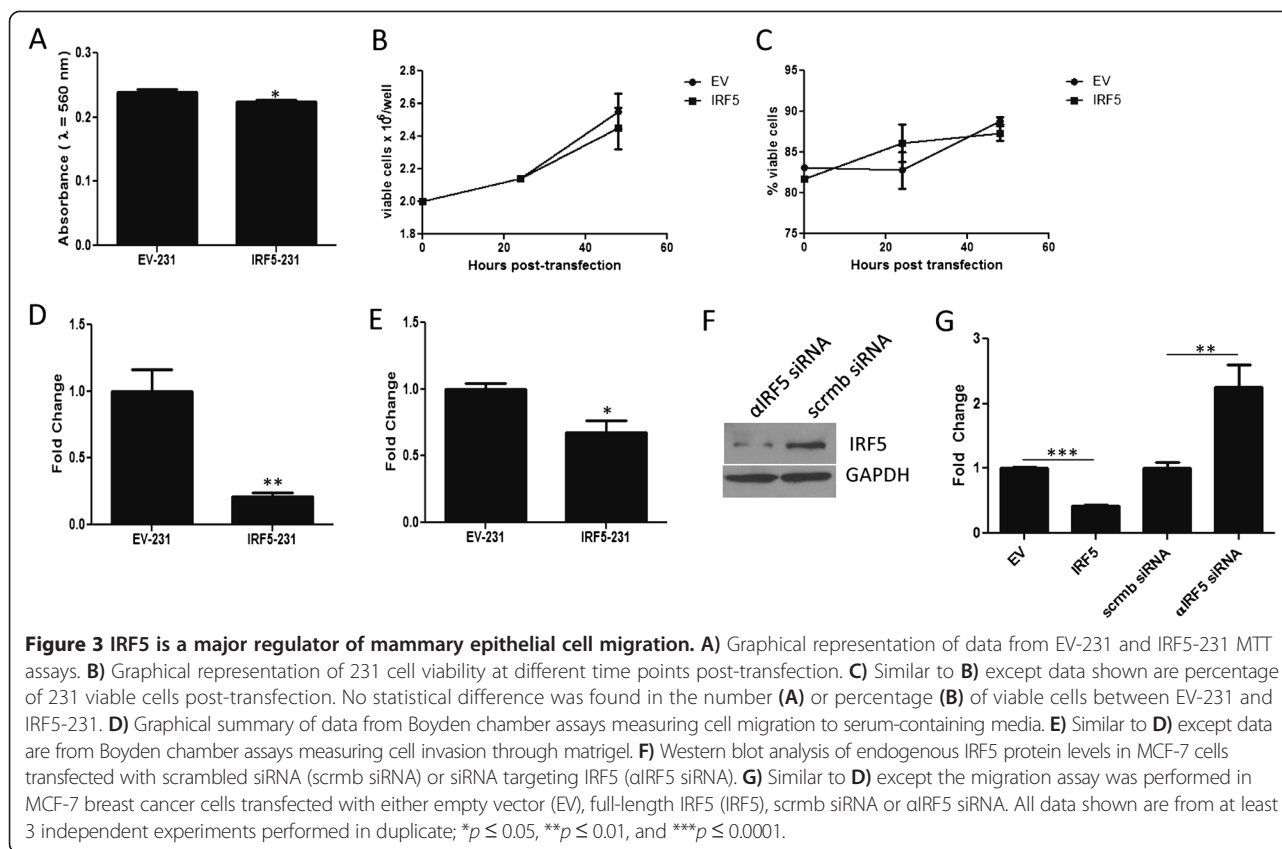 A
0.3
0.2
0.1
0.0
Absorbance ( λ = 560 nm)
*
EV-231
IRF5-231
B
2.8
2.6
2.4
2.2
2.0
1.8
viable cells x 10⁶/well
0
20
40
60
Hours post-transfection
EV
IRF5
C
95
90
85
80
75
% viable cells
0
20
40
60
Hours post transfection
EV
IRF5
D
1.5
1.0
0.5
0.0
Fold Change
**
EV-231
IRF5-231
E
1.5
1.0
0.5
0.0
Fold Change
*
EV-231
IRF5-231
F
αIRF5 siRNA
scrmb siRNA
IRF5
GAPDH
G
3
2
1
0
Fold Change
***
**
EV
IRF5
scrmb siRNA
αIRF5 siRNA
Figure 3 IRF5 is a major regulator of mammary epithelial cell migration. A) Graphical representation of data from EV-231 and IRF5-231 MTT
assays. B) Graphical representation of 231 cell viability at different time points post-transfection. C) Similar to B) except data shown are percentage
of 231 viable cells post-transfection. No statistical difference was found in the number (A) or percentage (B) of viable cells between EV-231 and
IRF5-231. D) Graphical summary of data from Boyden chamber assays measuring cell migration to serum-containing media. E) Similar to D) except data
are from Boyden chamber assays measuring cell invasion through matrigel. F) Western blot analysis of endogenous IRF5 protein levels in MCF-7 cells
transfected with scrambled siRNA (scrmb siRNA) or siRNA targeting IRF5 (αIRF5 siRNA). G) Similar to D) except the migration assay was performed in
MCF-7 breast cancer cells transfected with either empty vector (EV), full-length IRF5 (IRF5), scrmb siRNA or αIRF5 siRNA. All data shown are from at least
3 independent experiments performed in duplicate; *p ≤ 0.05, **p ≤ 0.01, and ***p ≤ 0.0001.